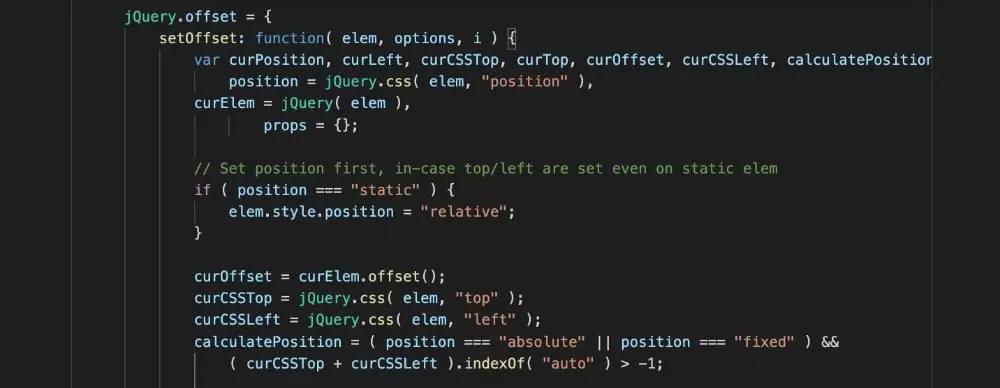 jQuery.offset = {
setOffset: function( elem, options, i ) {
var curPosition, curLeft, curCSSTop, curTop, curOffset, curCSSLeft, calculatePosition
position = jQuery.css( elem, "position" ),
curElem = jQuery( elem ),
props = {};
// Set position first, in-case top/left are set even on static elem
if ( position === "static" ) {
elem.style.position = "relative";
}
curOffset = curElem.offset();
curCSSTop = jQuery.css( elem, "top" );
curCSSLeft = jQuery.css( elem, "left" );
calculatePosition = ( position === "absolute" || position === "fixed" ) &&
( curCSSTop + curCSSLeft ).indexOf( "auto" ) > -1;